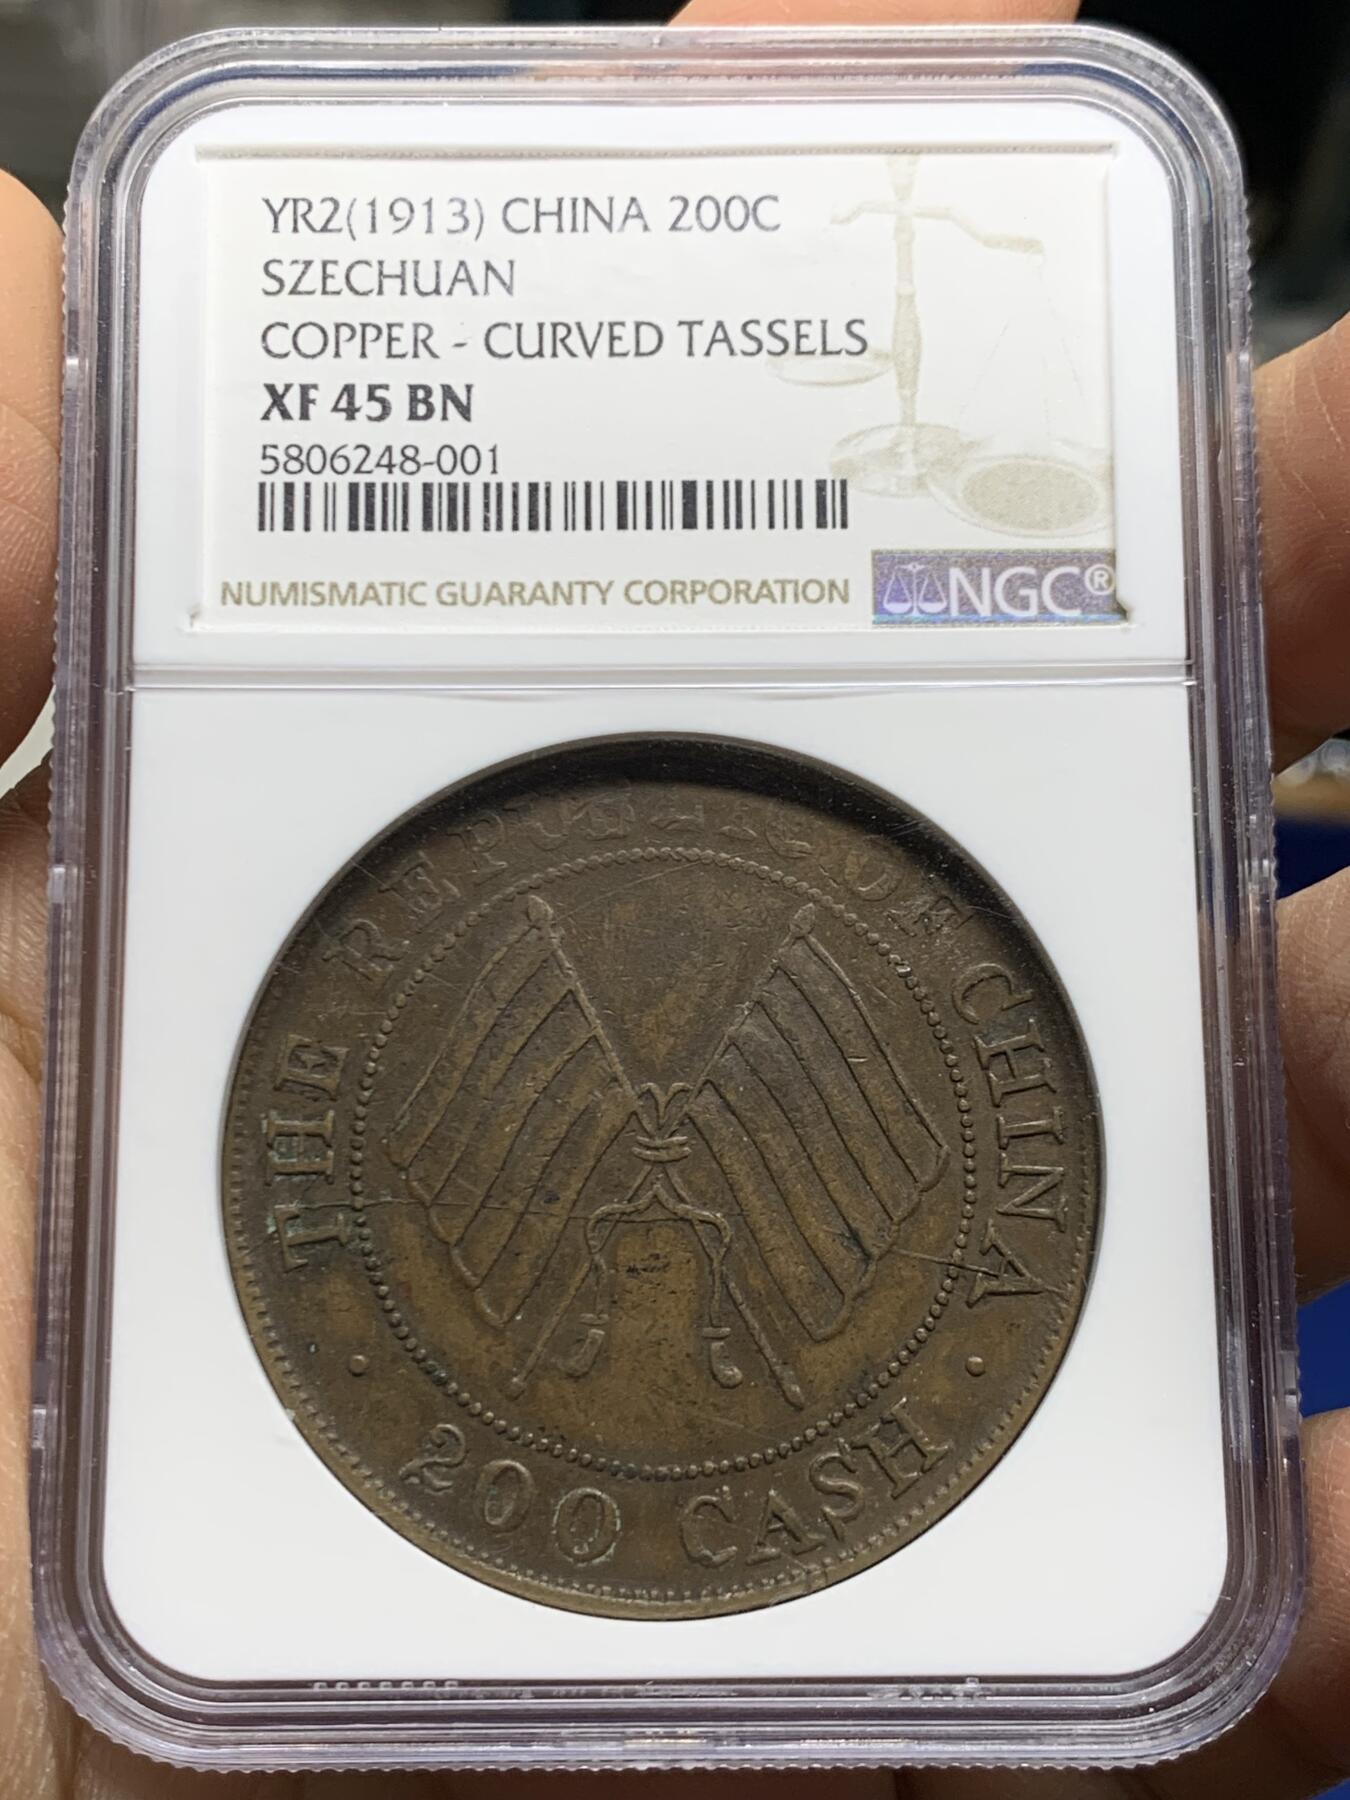 YR2(1913) CHINA 200C
SZECHUAN
COPPER - CURVED TASSELS
XF 45 BN
5806248-001
NUMISMATIC GUARANTY CORPORATION
NGC®
THE REPUBLIC OF CHINA
200 CASH